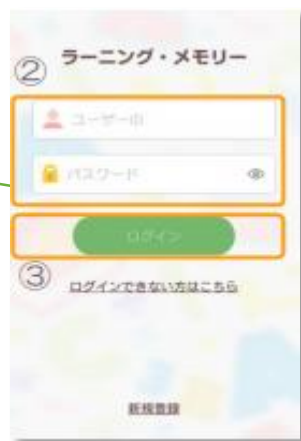 ②
ラーニング・メモリー
ユーザーID
パスワード
ログイン
③
ログインできない方はこちら
新規登録